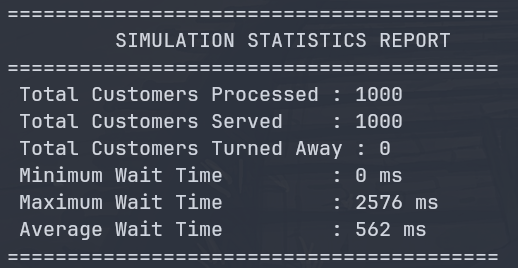 =========================================
SIMULATION STATISTICS REPORT
=========================================
Total Customers Processed : 1000
Total Customers Served    : 1000
Total Customers Turned Away : 0
Minimum Wait Time         : 0 ms
Maximum Wait Time         : 2576 ms
Average Wait Time         : 562 ms
=========================================